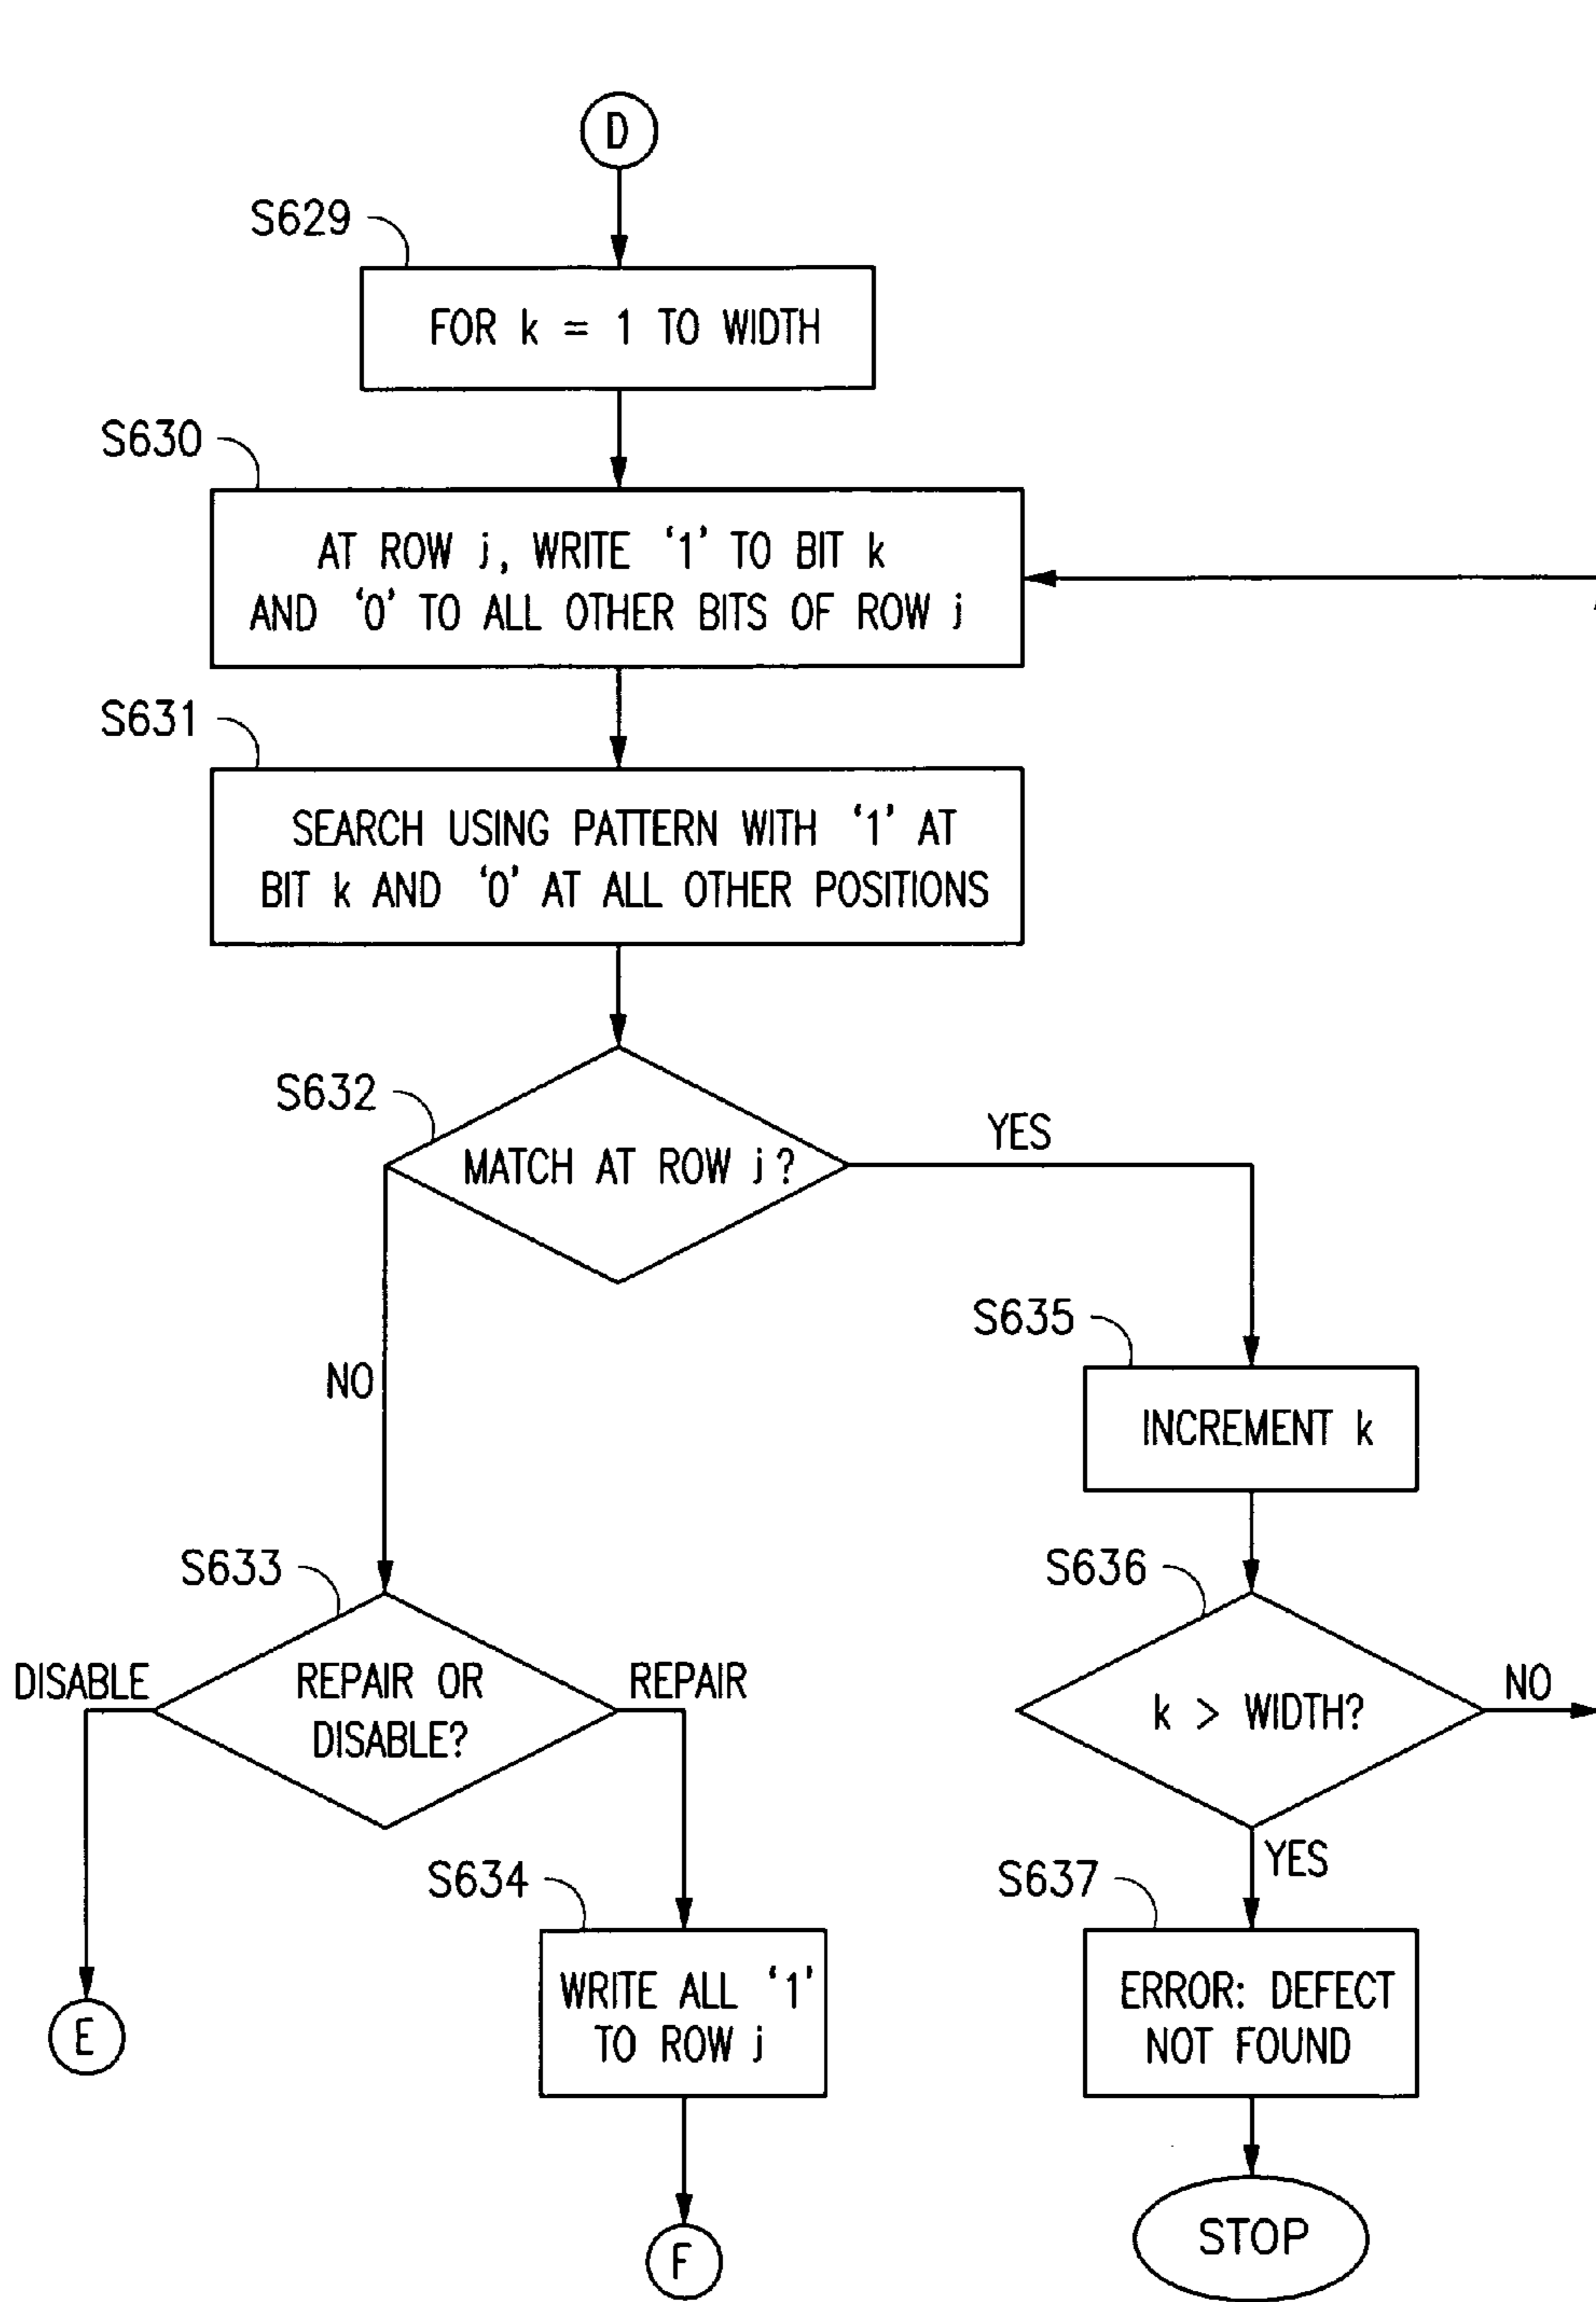 D
S629
FOR k = 1 TO WIDTH
S630
AT ROW j, WRITE ‘1’ TO BIT k
AND ‘0’ TO ALL OTHER BITS OF ROW j
S631
SEARCH USING PATTERN WITH ‘1’ AT
BIT k AND ‘0’ AT ALL OTHER POSITIONS
S632
MATCH AT ROW j?
YES
NO
S635
INCREMENT k
S633
REPAIR OR
DISABLE?
DISABLE
REPAIR
S636
k > WIDTH?
NO
YES
S634
WRITE ALL ‘1’
TO ROW j
S637
ERROR: DEFECT
NOT FOUND
E
F
STOP